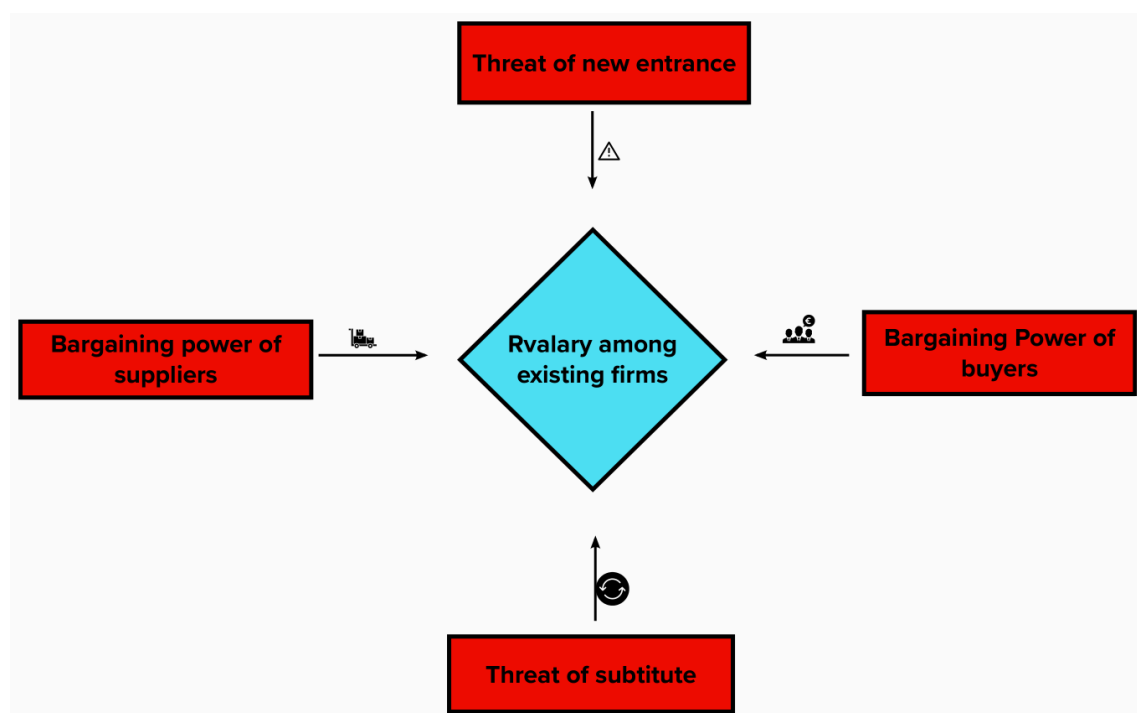 Threat of new entrance
Bargaining power of
suppliers
Rvalary among
existing firms
€
Bargaining Power of
buyers
Threat of subtitute